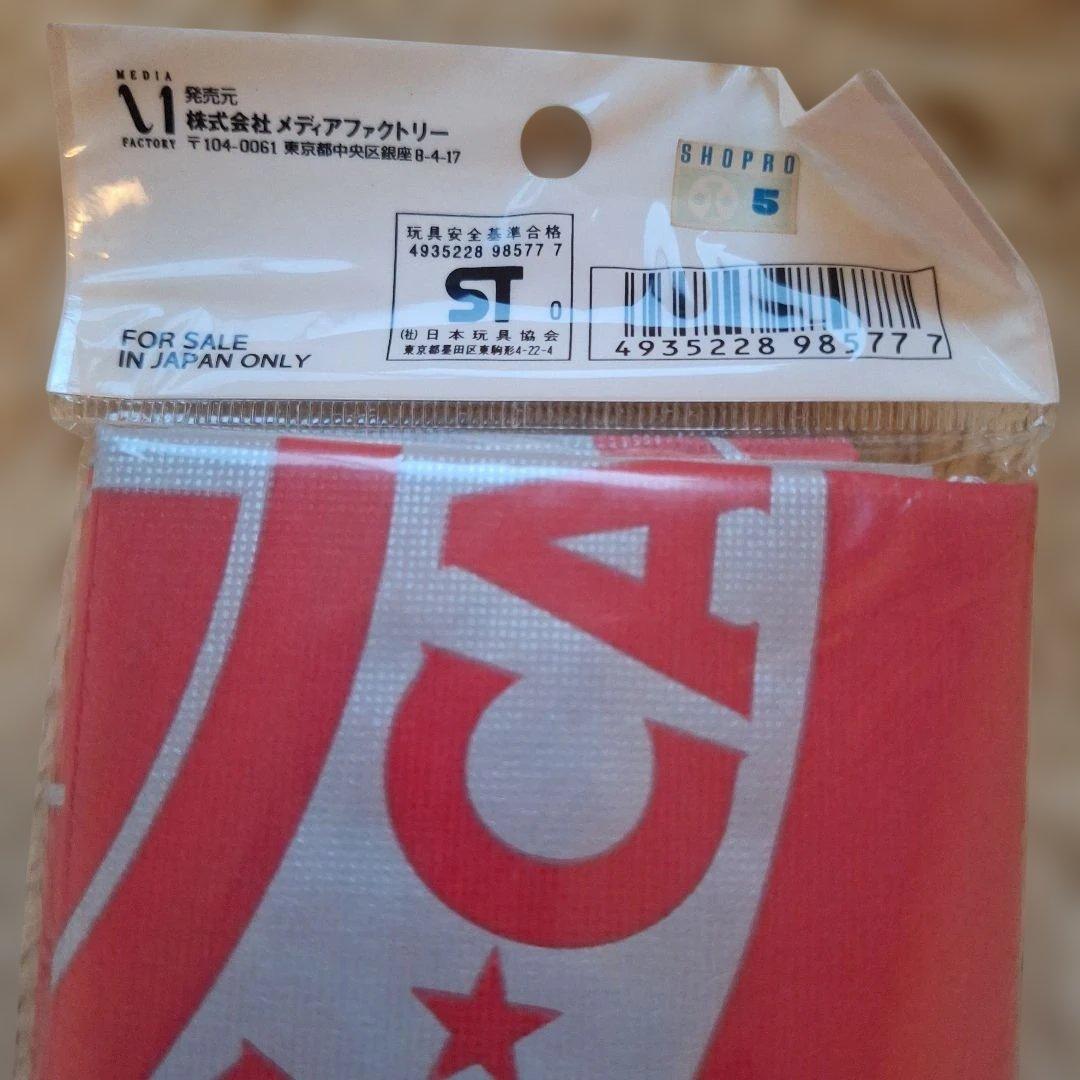 MEDIA
FACTORY
発売元
株式会社 メディアファクトリー
〒104-0061 東京都中央区銀座8-4-17
SHOPRO
5
玩具安全基準合格
4935228 98577 7
ST 0
(社)日本玩具協会
東京都墨田区東駒形4-22-4
4935228 985777
FOR SALE
IN JAPAN ONLY
CA